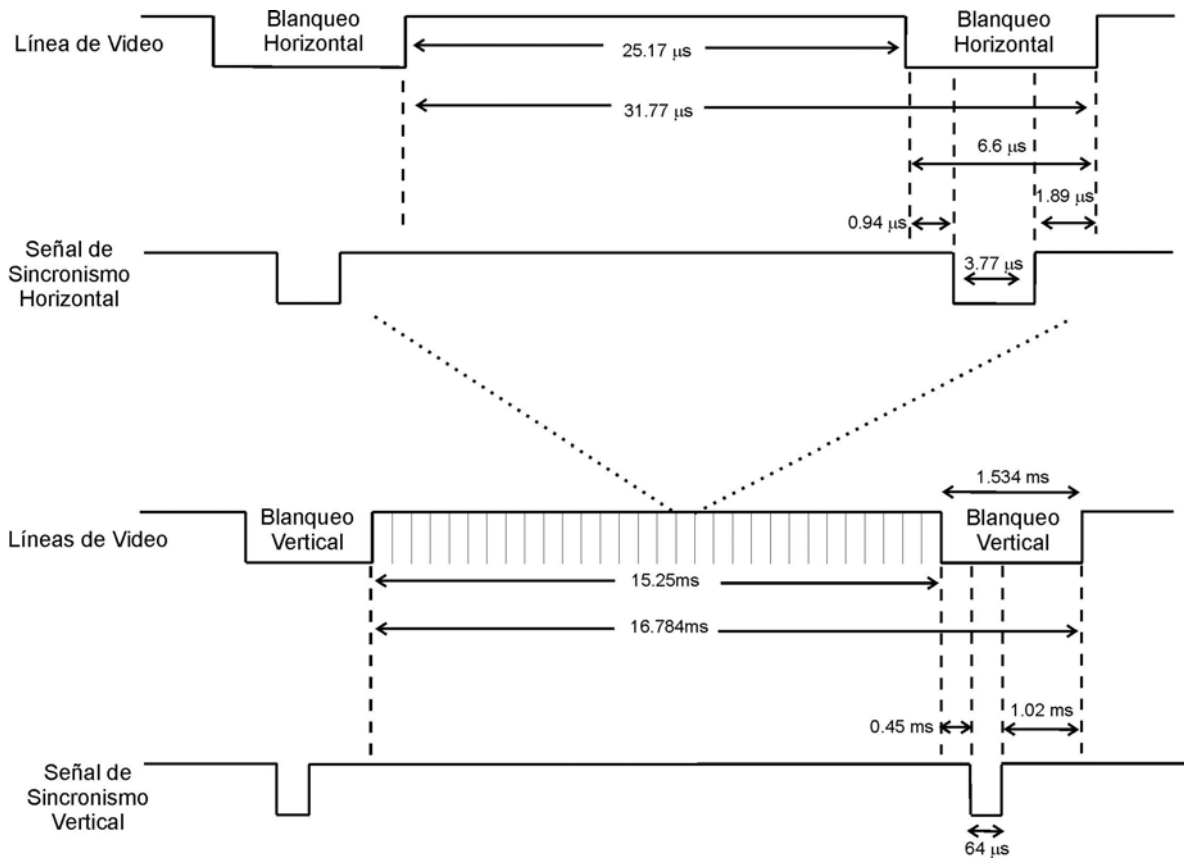 Blanqueo
Horizontal
Blanqueo
Horizontal
Línea de Video
25.17 μs
31.77 μs
6.6 μs
1.89 μs
0.94 μs
Señal de
Sincronismo
Horizontal
3.77 μs
1.534 ms
Blanqueo
Vertical
Blanqueo
Vertical
Líneas de Video
15.25ms
16.784ms
1.02 ms
0.45 ms
Señal de
Sincronismo
Vertical
64 μs